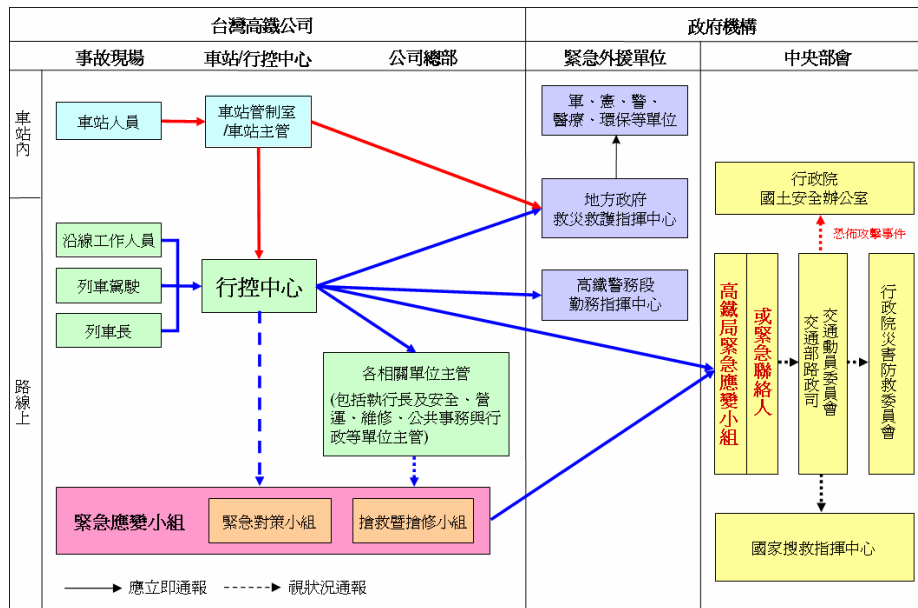 台灣高鐵公司
政府機構
事故現場
車站/行控中心
公司總部
緊急外援單位
中央部會
車站內
車站人員
車站管制室
/車站主管
軍、憲、警、
醫療、環保等單位
地方政府
救災救護指揮中心
行政院
國土安全辦公室
恐怖攻擊事件
路線上
沿線工作人員
列車駕駛
列車長
行控中心
高鐵警務段
勤務指揮中心
高鐵局緊急應變小組
或緊急聯絡人
交通動員委員會
交通部路政司
行政院災害防救委員會
各相關單位主管
(包括執行長及安全、營
運、維修、公共事務與行
政等單位主管)
緊急應變小組
緊急對策小組
搶救暨搶修小組
國家搜救指揮中心
應立即通報
視狀況通報